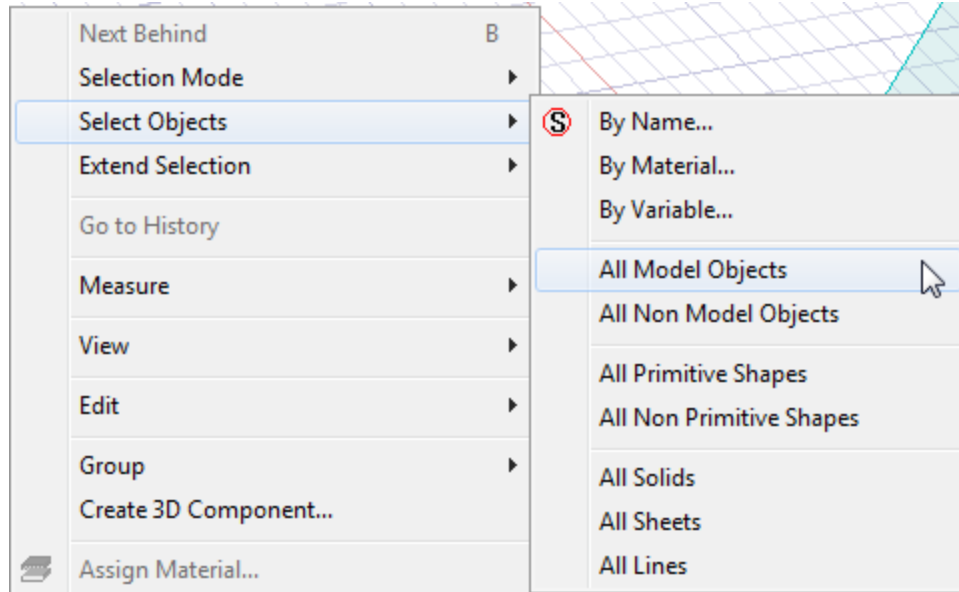 Next Behind B
Selection Mode
Select Objects
Extend Selection
Go to History
Measure
View
Edit
Group
Create 3D Component...
Assign Material...
S By Name...
By Material...
By Variable...
All Model Objects
All Non Model Objects
All Primitive Shapes
All Non Primitive Shapes
All Solids
All Sheets
All Lines